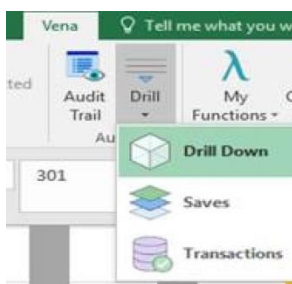 Vena
Tell me what you w
ted
Audit Trail
Drill
My Functions
Au
301
Drill Down
Saves
Transactions